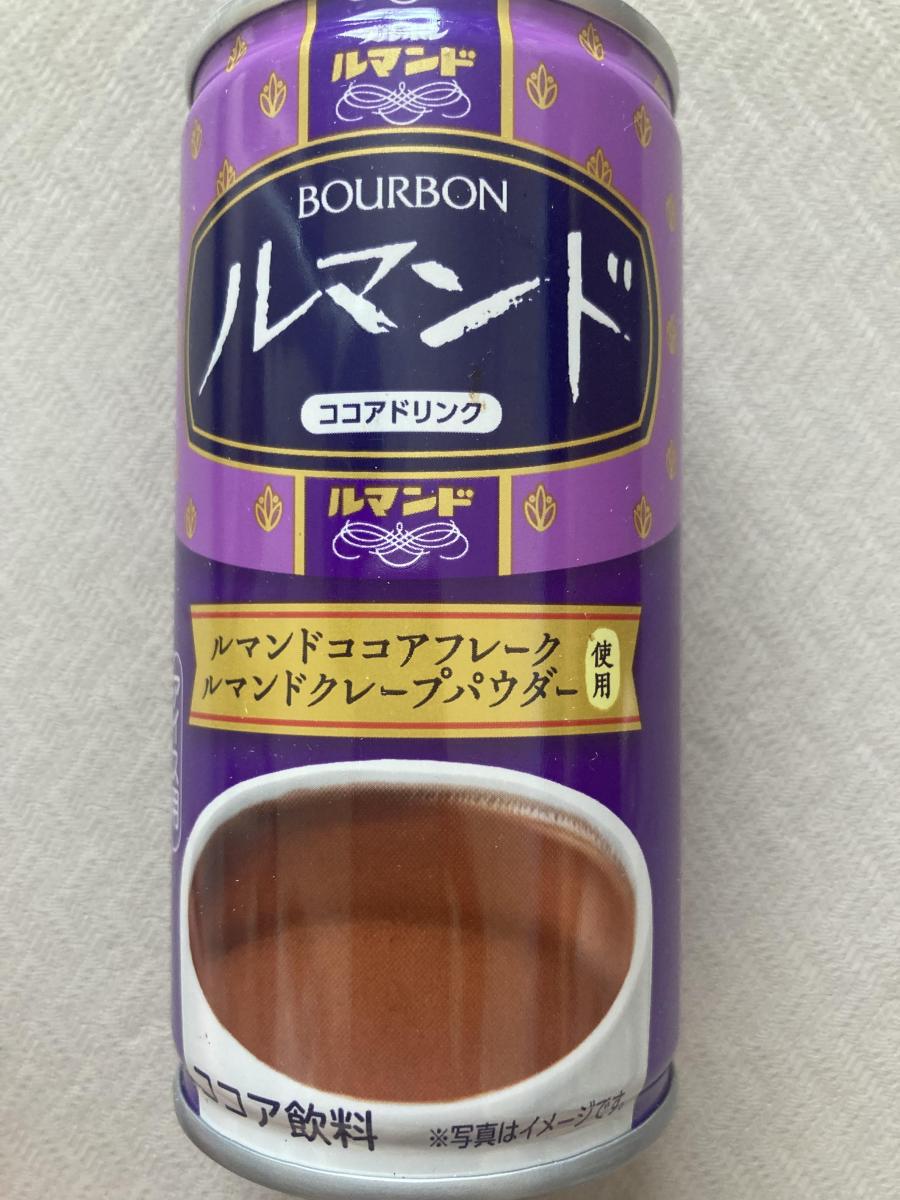 ルマンド
BOURBON
ルマンド
ココアドリンク
ルマンド
ルマンドココアフレーク
ルマンドクレープパウダー
使用
ココア飲料
※写真はイメージです。